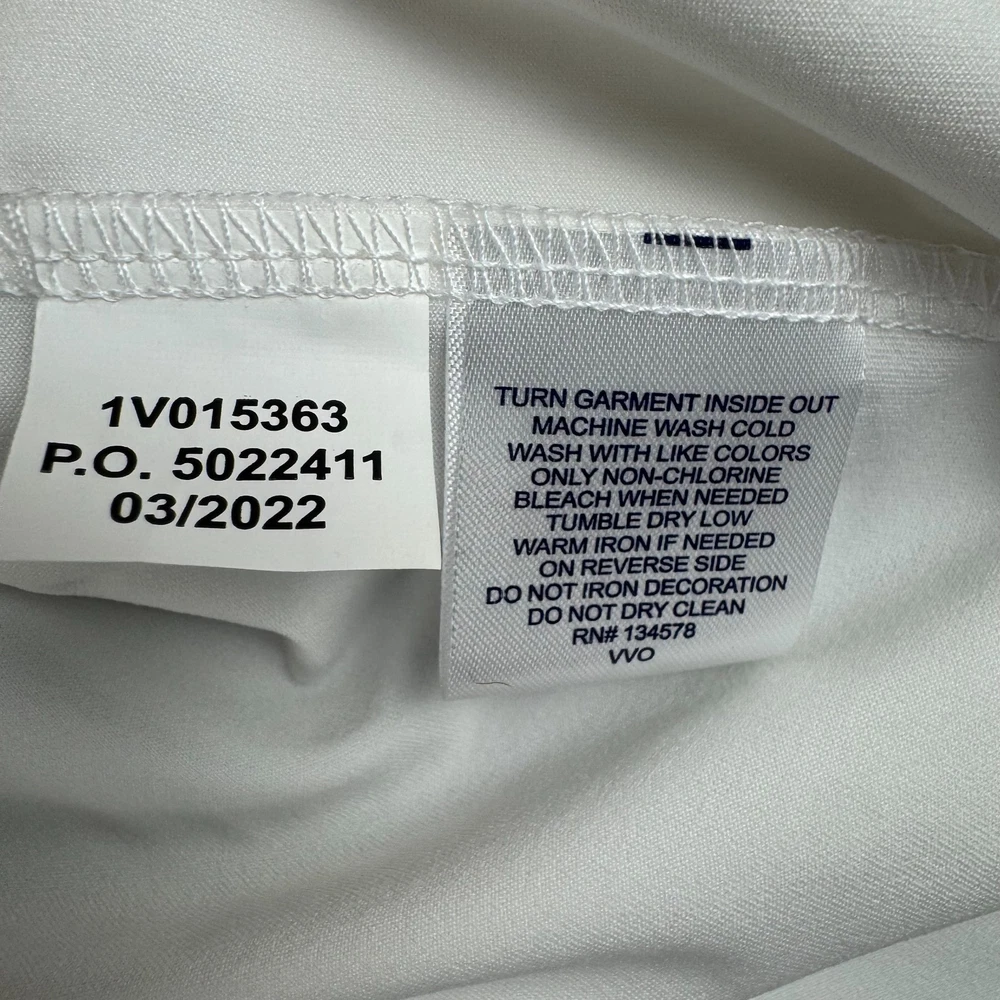 1V015363
P.O. 5022411
03/2022
TURN GARMENT INSIDE OUT
MACHINE WASH COLD
WASH WITH LIKE COLORS
ONLY NON-CHLORINE
BLEACH WHEN NEEDED
TUMBLE DRY LOW
WARM IRON IF NEEDED
ON REVERSE SIDE
DO NOT IRON DECORATION
DO NOT DRY CLEAN
RN# 134578
VVO